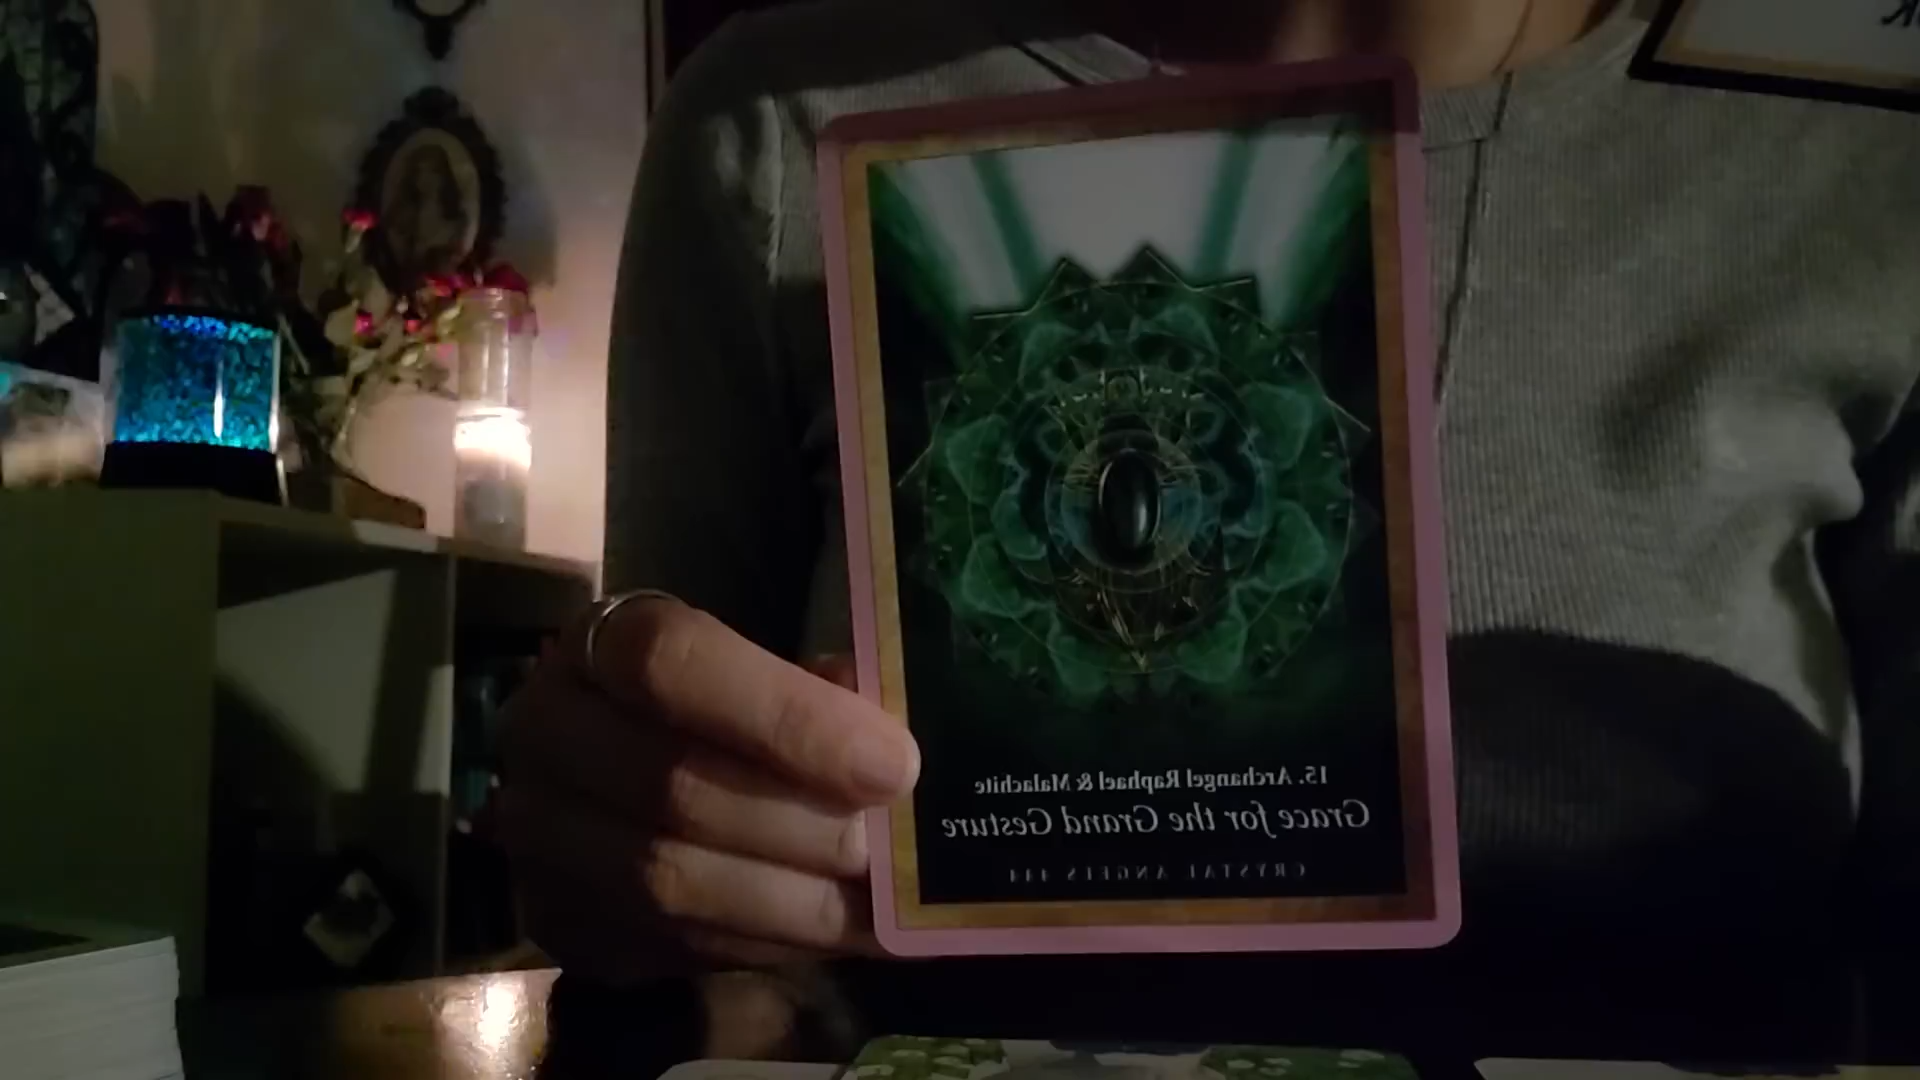 15. Archangel Raphael & Malachite
Grace for the Grand Gesture
CRYSTAL ANGELS 444